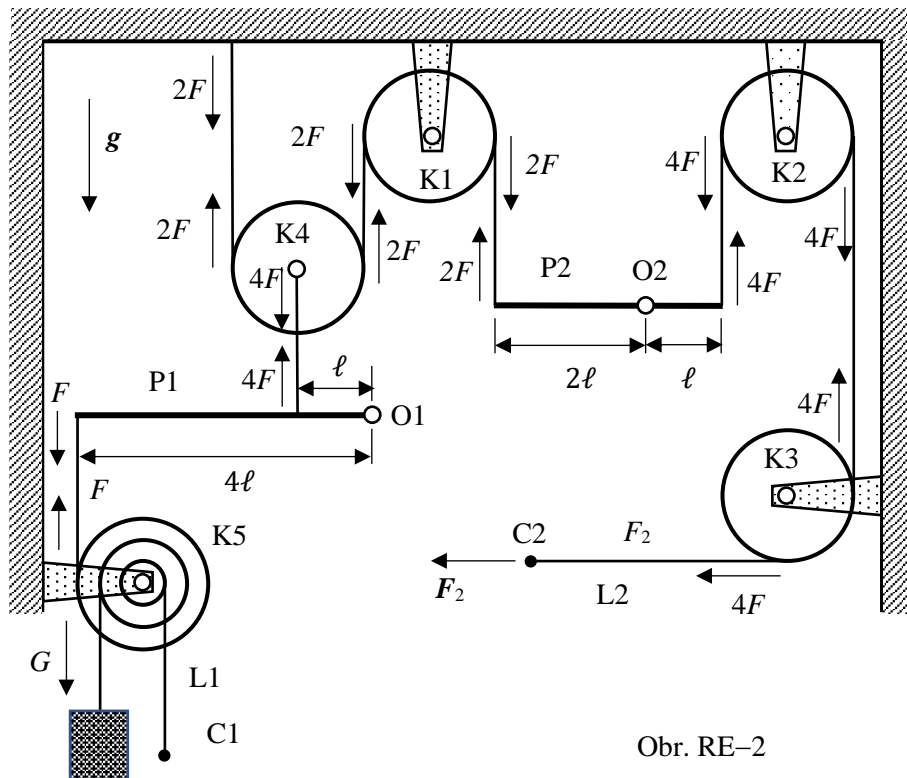 2F
g
2F
K1
2F
4F
K2
2F
K4
4F
2F
2F
P2
O2
4F
4F
4F
ℓ
2ℓ
ℓ
P1
F
O1
4F
4ℓ
K3
F
K5
C2
F₂
F₂
L2
4F
G
L1
C1
Obr. RE−2